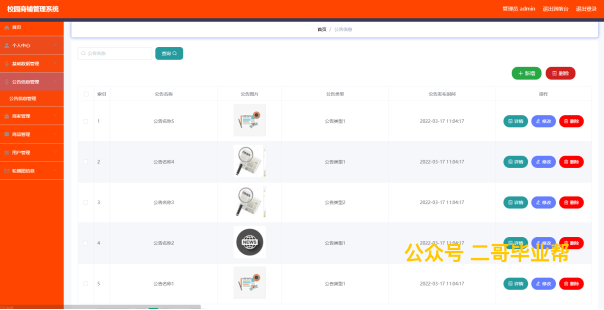 校园商铺管理系统
管理员 admin 退出到前台 退出登录
首页
首页 公告信息
个人中心
公告名称
查询
基础数据管理
新增 删除
公告信息管理
索引 公告名称 公告图片 公告类型 公告发布时间 操作
公告信息管理
商家管理
1 公告名称5 公告类型1 2022-03-17 11:04:17 详情 修改 删除
商品管理
用户管理
2 公告名称4 公告类型1 2022-03-17 11:04:17 详情 修改 删除
轮播图信息
3 公告名称3 公告类型2 2022-03-17 11:04:17 详情 修改 删除
4 公告名称2 NEWS 公告类型1 2022-03-17 11:04:17
公众号 二哥毕业帮
5 公告名称1 公告类型1 2022-03-17 11:04:17 详情 修改 删除